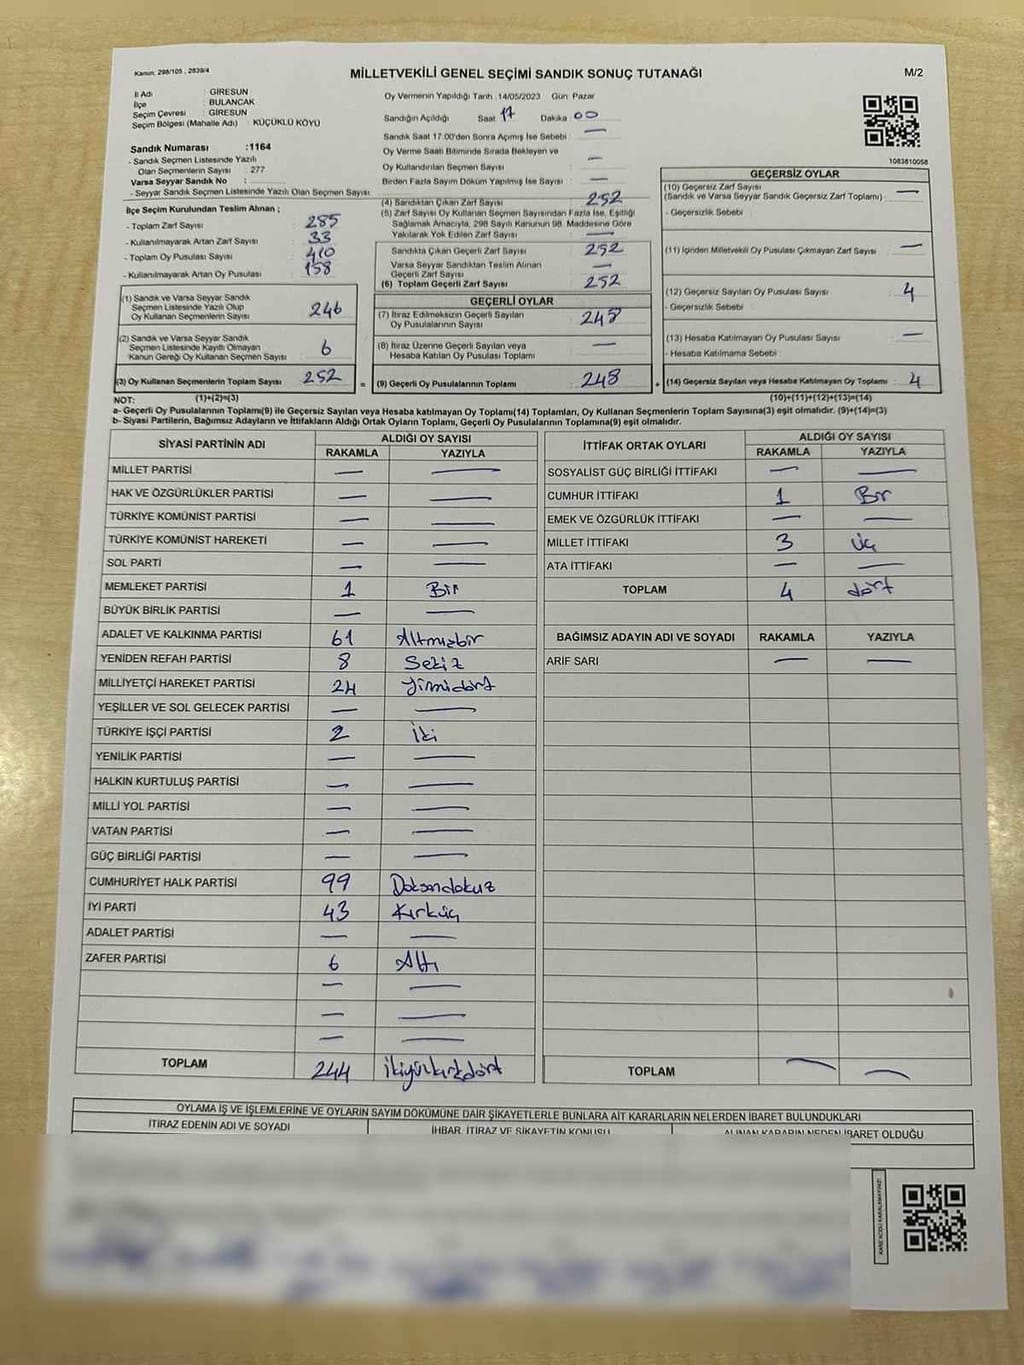 Kanun: 298/105 , 2839/4
MİLLETVEKİLİ GENEL SEÇİMİ SANDIK SONUÇ TUTANAĞI
M/2
İl Adı : GİRESUN
İlçe : BULANCAK
Seçim Çevresi : GİRESUN
Seçim Bölgesi (Mahalle Adı) : KÜÇÜKLÜ KÖYÜ
Oy Vermenin Yapıldığı Tarih :14/05/2023 Gün: Pazar
Sandığın Açıldığı Saat : 17 Dakika : 00
Sandık Saat 17.00'den Sonra Açımış İse Sebebi : —
Oy Verme Saati Bitiminde Sırada Bekleyen ve
Oy Kullandırılan Seçmen Sayısı : —
Birden Fazla Sayım Döküm Yapılmış İse Sayısı : —
1083810058
Sandık Numarası :1164
- Sandık Seçmen Listesinde Yazılı
Olan Seçmenlerin Sayısı : 277
Varsa Seyyar Sandık No :
- Seyyar Sandık Seçmen Listesinde Yazılı Olan Seçmen Sayısı:
İlçe Seçim Kurulundan Teslim Alınan ;
- Toplam Zarf Sayısı : 285
- Kullanılmayarak Artan Zarf Sayısı : 33
- Toplam Oy Pusulası Sayısı : 410
- Kullanılmayarak Artan Oy Pusulası : 158
(4) Sandıktan Çıkan Zarf Sayısı : 252
(5) Zarf Sayısı Oy Kullanan Seçmen Sayısından Fazla İse, Eşitliği
Sağlamak Amacıyla, 298 Sayılı Kanunun 98. Maddesine Göre
Yakılarak Yok Edilen Zarf Sayısı : —
Sandıkta Çıkan Geçerli Zarf Sayısı : 252
Varsa Seyyar Sandıktan Teslim Alınan
Geçerli Zarf Sayısı : —
(6) Toplam Geçerli Zarf Sayısı : 252
GEÇERSİZ OYLAR
(10) Geçersiz Zarf Sayısı
(Sandık ve Varsa Seyyar Sandık Geçersiz Zarf Toplamı) : —
- Geçersizlik Sebebi :
(11) İçinden Milletvekili Oy Pusulası Çıkmayan Zarf Sayısı : —
(12) Geçersiz Sayılan Oy Pusulası Sayısı : 4
- Geçersizlik Sebebi :
(13) Hesaba Katılmayan Oy Pusulası Sayısı : —
- Hesaba Katılmama Sebebi :
(14) Geçersiz Sayılan veya Hesaba Katılmayan Oy Toplamı : 4
(1) Sandık ve Varsa Seyyar Sandık
Seçmen Listesinde Yazılı Olup
Oy Kullanan Seçmenlerin Sayısı : 246
(2) Sandık ve Varsa Seyyar Sandık
Seçmen Listesinde Kayıtlı Olmayan
Kanun Gereği Oy Kullanan Seçmen Sayısı : 6
(3) Oy Kullanan Seçmenlerin Toplam Sayısı : 252 =
GEÇERLİ OYLAR
(7) İtiraz Edilmeksizin Geçerli Sayılan
Oy Pusulalarının Sayısı : 248
(8) İtiraz Üzerine Geçerli Sayılan veya
Hesaba Katılan Oy Pusulası Toplamı : —
(9) Geçerli Oy Pusulalarının Toplamı : 248 +
NOT: (1)+(2)=(3) (10)+(11)+(12)+(13)=(14)
a- Geçerli Oy Pusulalarının Toplamı(9) ile Geçersiz Sayılan veya Hesaba katılmayan Oy Toplamı(14) Toplamları, Oy Kullanan Seçmenlerin Toplam Sayısına(3) eşit olmalıdır. (9)+(14)=(3)
b- Siyasi Partilerin, Bağımsız Adayların ve İttifakların Aldığı Ortak Oyların Toplamı, Geçerli Oy Pusulalarının Toplamına(9) eşit olmalıdır.
SİYASİ PARTİNİN ADI ALDIĞI OY SAYISI
RAKAMLA YAZIYLA
MİLLET PARTİSİ — —
HAK VE ÖZGÜRLÜKLER PARTİSİ — —
TÜRKİYE KOMÜNİST PARTİSİ — —
TÜRKİYE KOMÜNİST HAREKETİ — —
SOL PARTİ — —
MEMLEKET PARTİSİ 1 Bir
BÜYÜK BİRLİK PARTİSİ — —
ADALET VE KALKINMA PARTİSİ 61 Altmışbir
YENİDEN REFAH PARTİSİ 8 Sekiz
MİLLİYETÇİ HAREKET PARTİSİ 24 Yirmidört
YEŞİLLER VE SOL GELECEK PARTİSİ — —
TÜRKİYE İŞÇİ PARTİSİ 2 İki
YENİLİK PARTİSİ — —
HALKIN KURTULUŞ PARTİSİ — —
MİLLİ YOL PARTİSİ — —
VATAN PARTİSİ — —
GÜÇ BİRLİĞİ PARTİSİ — —
CUMHURİYET HALK PARTİSİ 99 Doksandokuz
İYİ PARTİ 43 Kırküç
ADALET PARTİSİ — —
ZAFER PARTİSİ 6 Altı
— —
— —
— —
TOPLAM 244 İkiyüzkırkdört
İTTİFAK ORTAK OYLARI ALDIĞI OY SAYISI
RAKAMLA YAZIYLA
SOSYALİST GÜÇ BİRLİĞİ İTTİFAKI — —
CUMHUR İTTİFAKI 1 Bir
EMEK VE ÖZGÜRLÜK İTTİFAKI — —
MİLLET İTTİFAKI 3 Üç
ATA İTTİFAKI — —
TOPLAM 4 dört
BAĞIMSIZ ADAYIN ADI VE SOYADI RAKAMLA YAZIYLA
ARİF SARI — —
TOPLAM — —
OYLAMA İŞ VE İŞLEMLERİNE VE OYLARIN SAYIM DÖKÜMÜNE DAİR ŞİKAYETLERLE BUNLARA AİT KARARLARIN NELERDEN İBARET BULUNDUKLARI
İTİRAZ EDENİN ADI VE SOYADI İHBAR, İTİRAZ VE ŞİKAYETİN KONUSU ALINAN KARARIN NEDEN İBARET OLDUĞU
KARE KODU KARALAMAYINIZ!